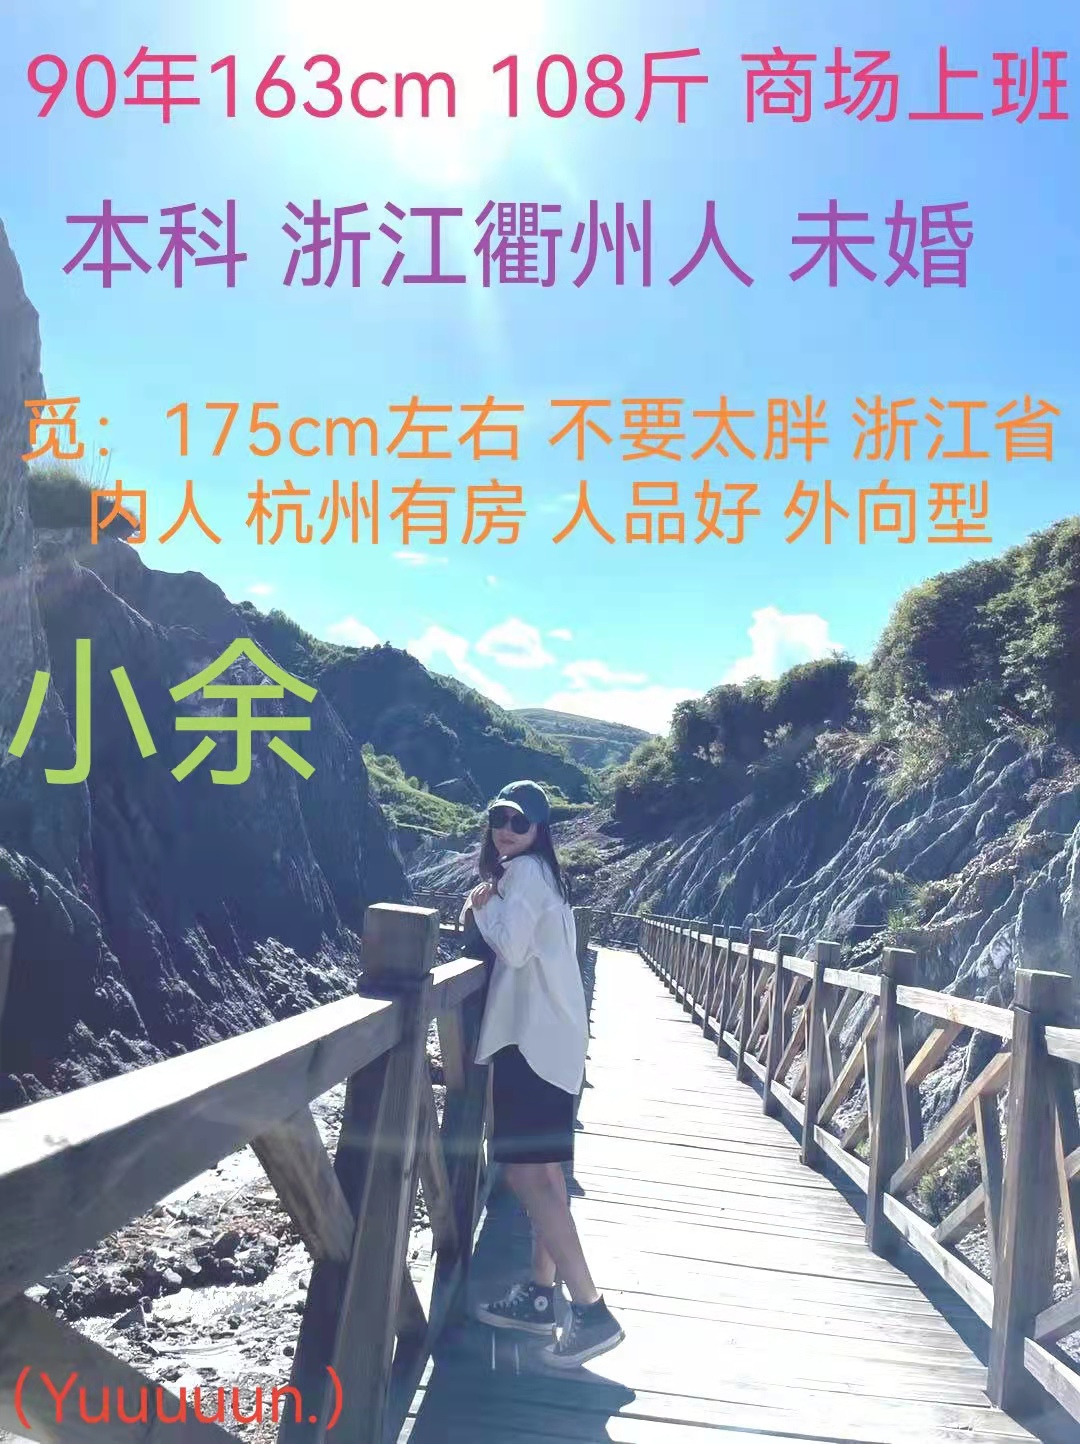 90年163cm 108斤 商场上班
本科 浙江衢州人 未婚
觅：175cm左右 不要太胖 浙江省
内人 杭州有房 人品好 外向型
小余
(Yuuuuun.)